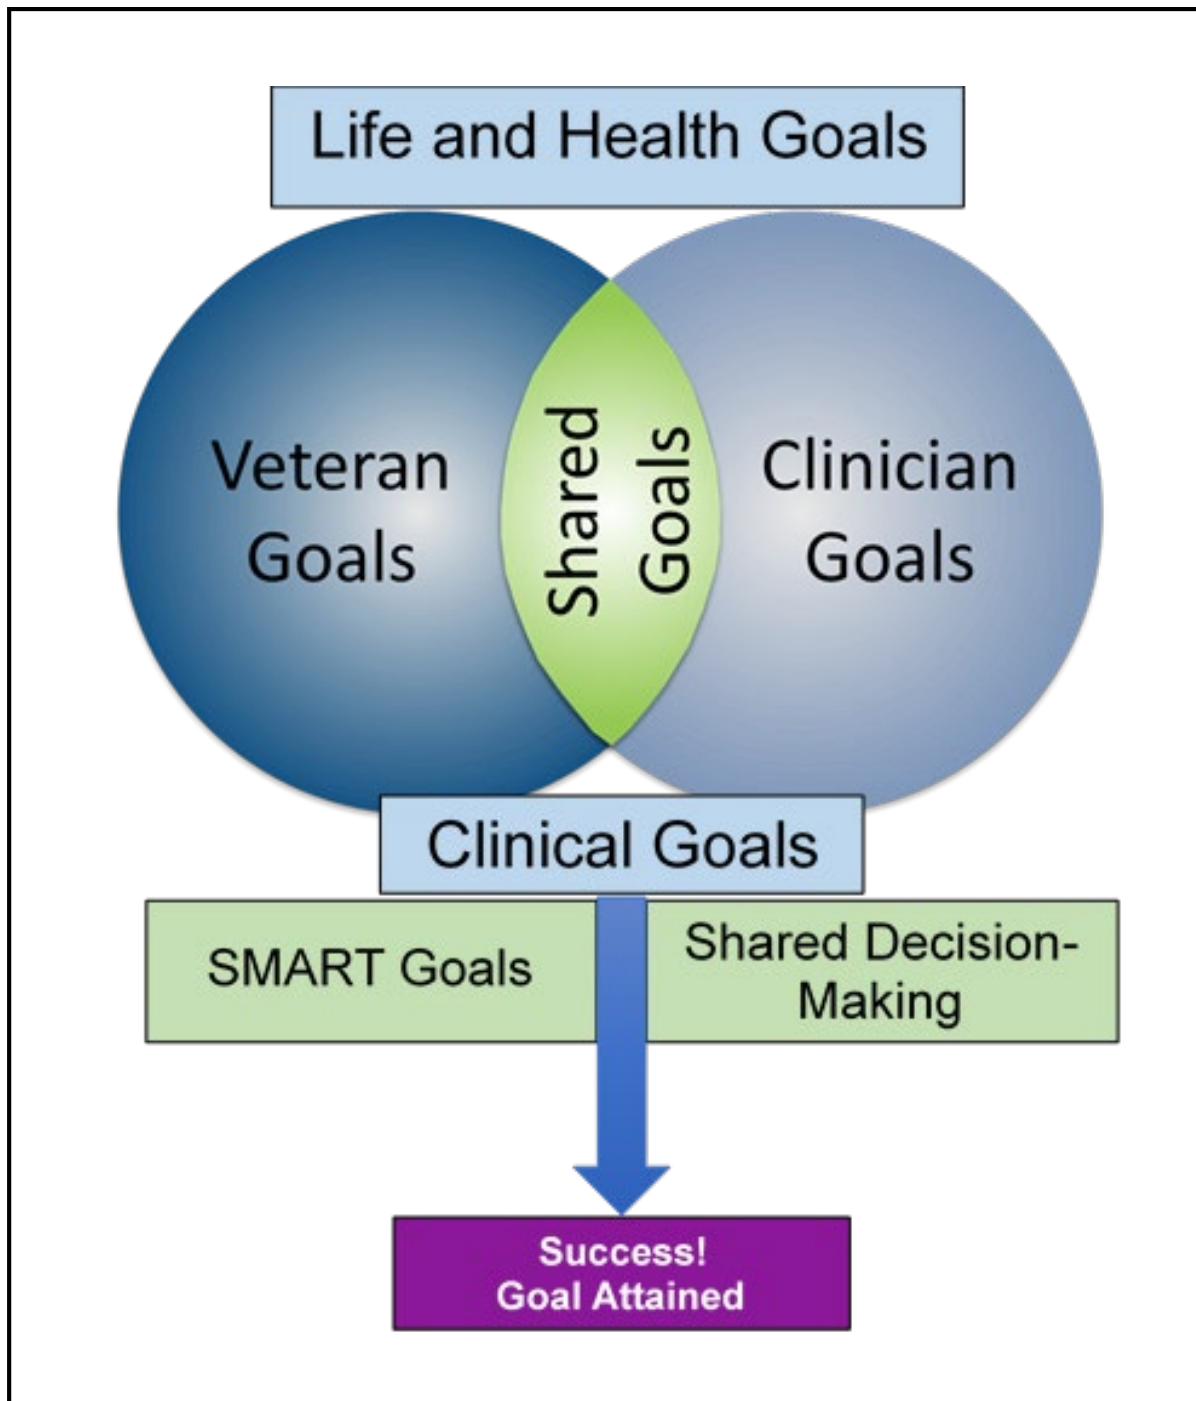 Life and Health Goals
Veteran
Goals
Shared
Goals
Clinician
Goals
Clinical Goals
SMART Goals
Shared Decision-
Making
Success!
Goal Attained